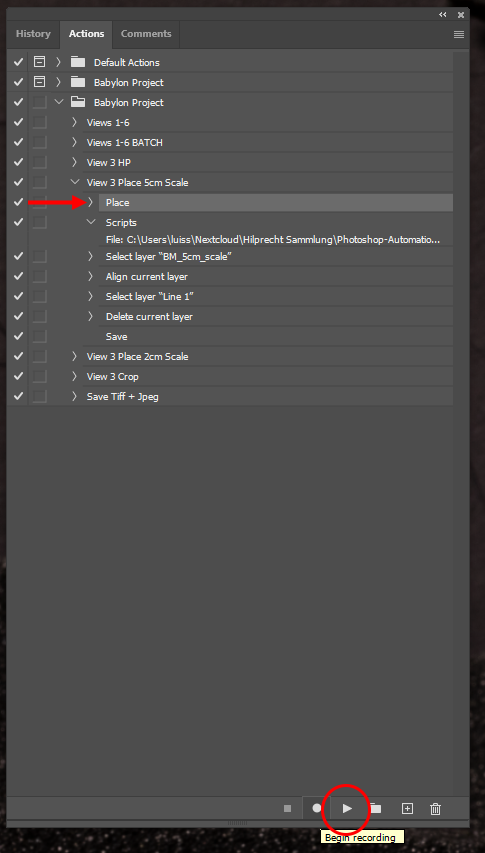 History Actions Comments
Default Actions
Babylon Project
Babylon Project
Views 1-6
Views 1-6 BATCH
View 3 HP
View 3 Place 5cm Scale
Place
Scripts
File: C:\Users\luiss\Nextcloud\Hilprecht Sammlung\Photoshop-Automatio...
Select layer “BM_5cm_scale”
Align current layer
Select layer “Line 1”
Delete current layer
Save
View 3 Place 2cm Scale
View 3 Crop
Save Tiff + Jpeg
Begin recording